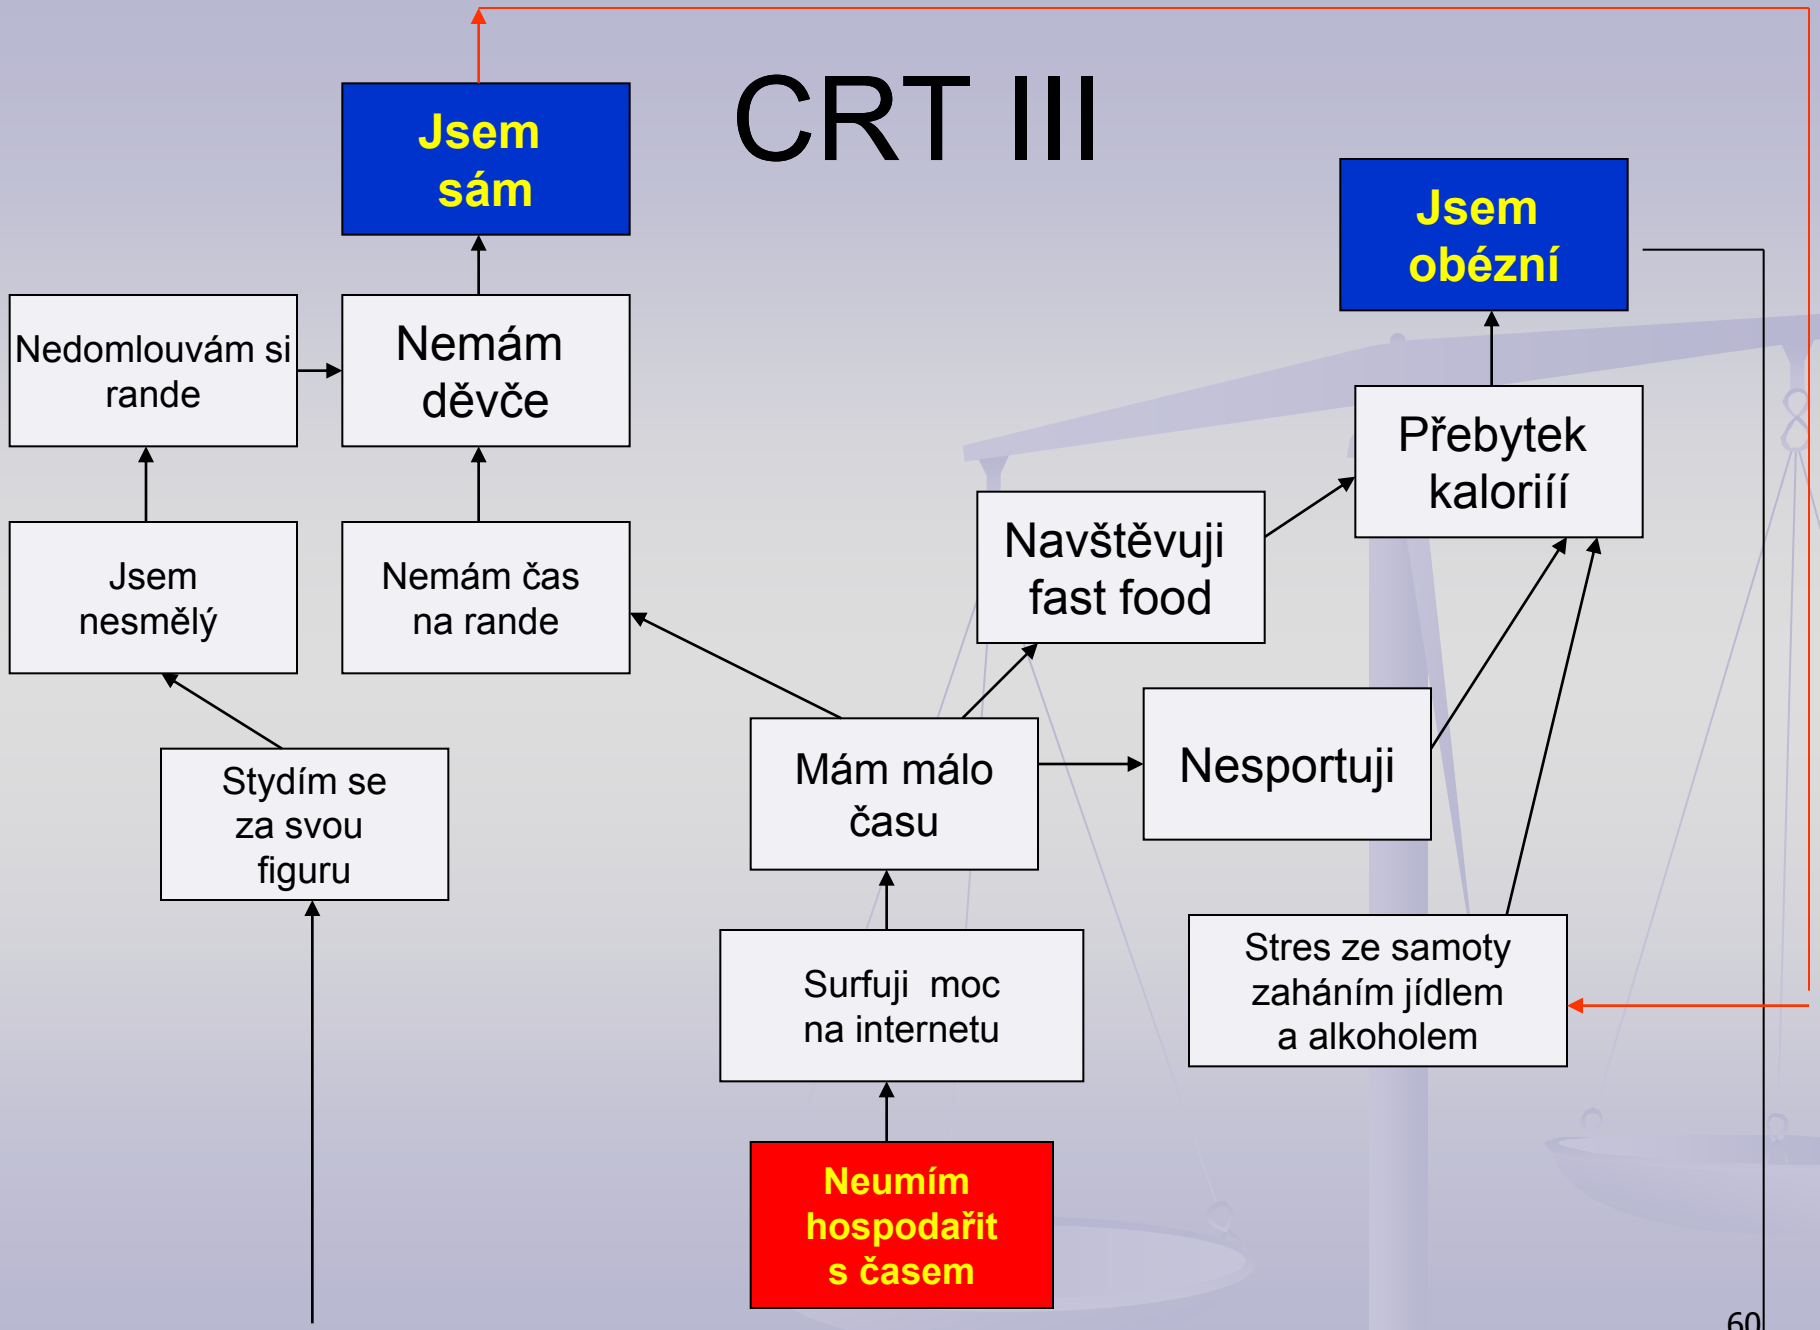 CRT III
Jsem
sám
Jsem
obézní
Nedomlouvám si
rande
Nemám
děvče
Přebytek
kaloriíí
Jsem
nesmělý
Nemám čas
na rande
Navštěvuji
fast food
Stydím se
za svou
figuru
Mám málo
času
Nesportuji
Surfuji  moc
na internetu
Stres ze samoty
zaháním jídlem
a alkoholem
Neumím
hospodařit
s časem
60